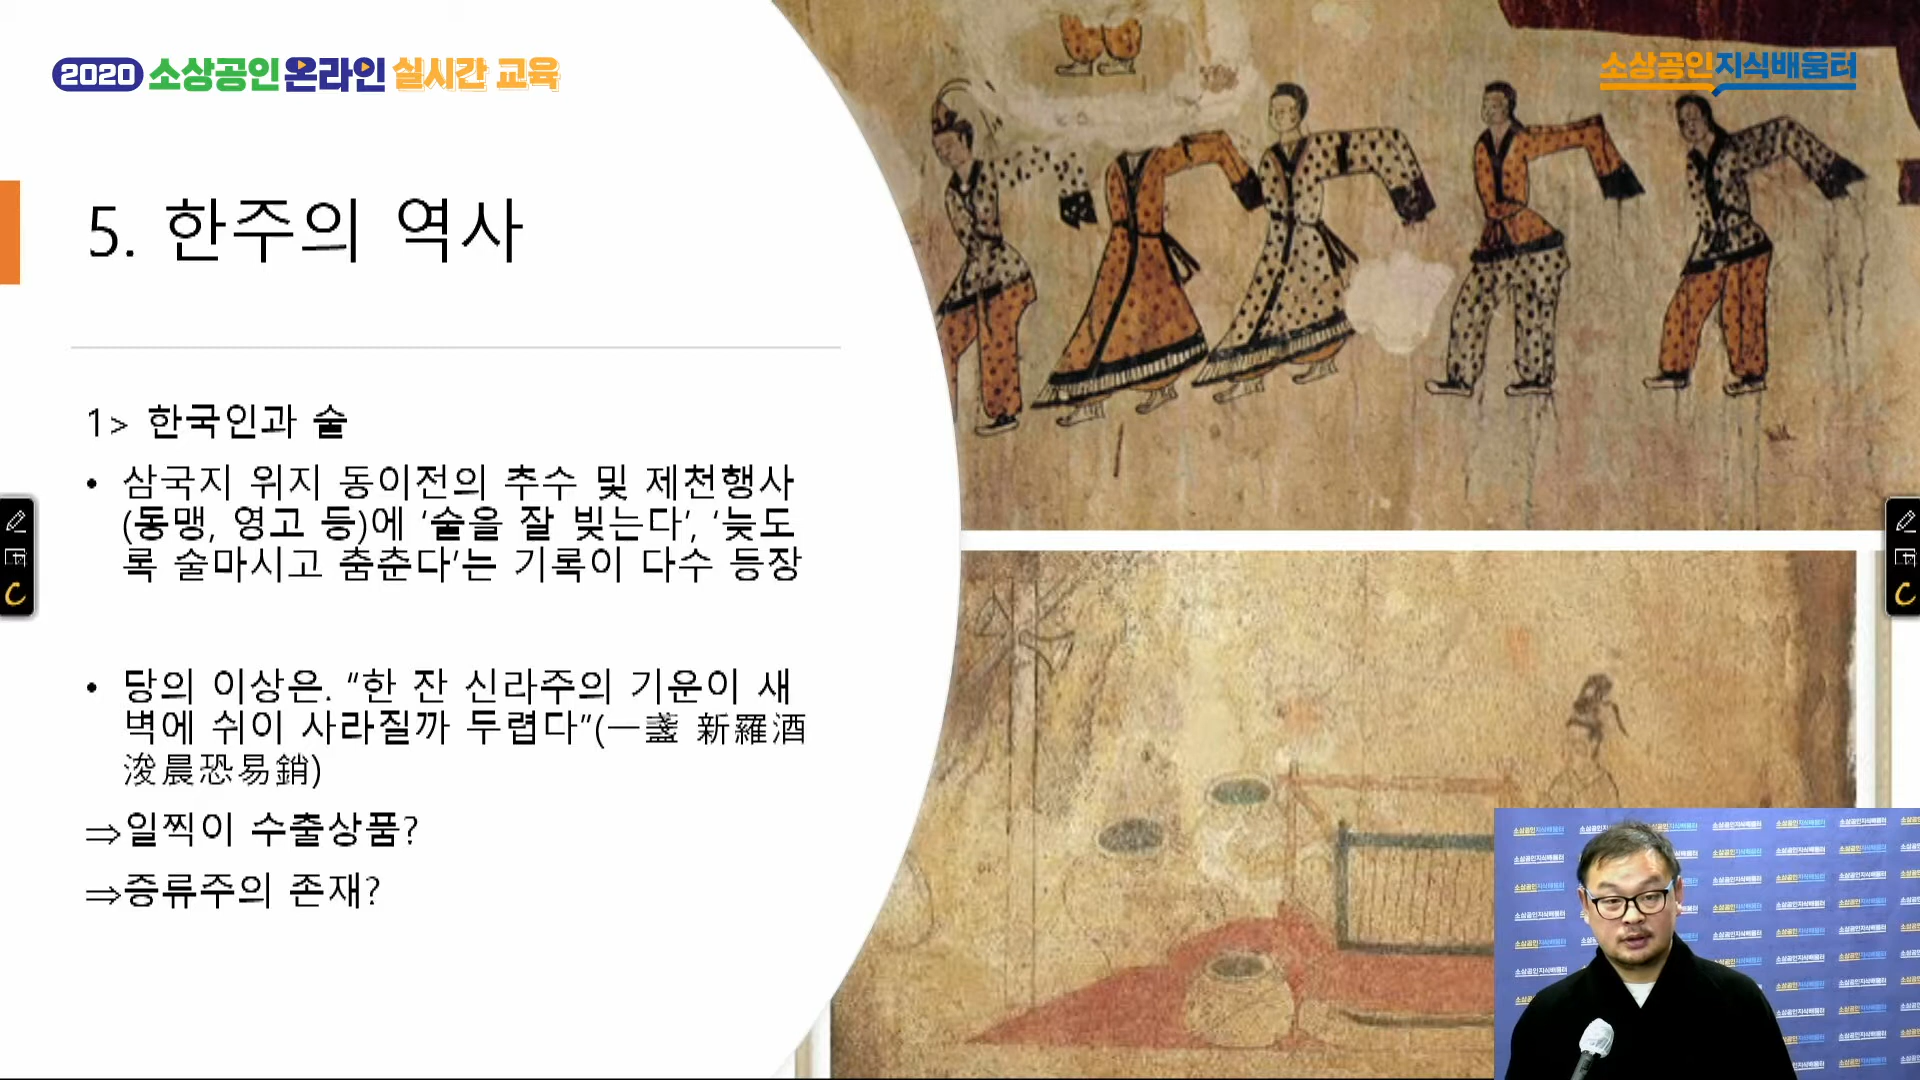 2020 소상공인 온라인 실시간 교육
소상공인지식배움터
5. 한주의 역사
1> 한국인과 술
• 삼국지 위지 동이전의 추수 및 제천행사
(동맹, 영고 등)에 ‘술을 잘 빚는다’, ‘늦도
록 술마시고 춤춘다’는 기록이 다수 등장
• 당의 이상은. “한 잔 신라주의 기운이 새
벽에 쉬이 사라질까 두렵다”(一盞 新羅酒
浚晨恐易銷)
⇒일찍이 수출상품?
⇒증류주의 존재?